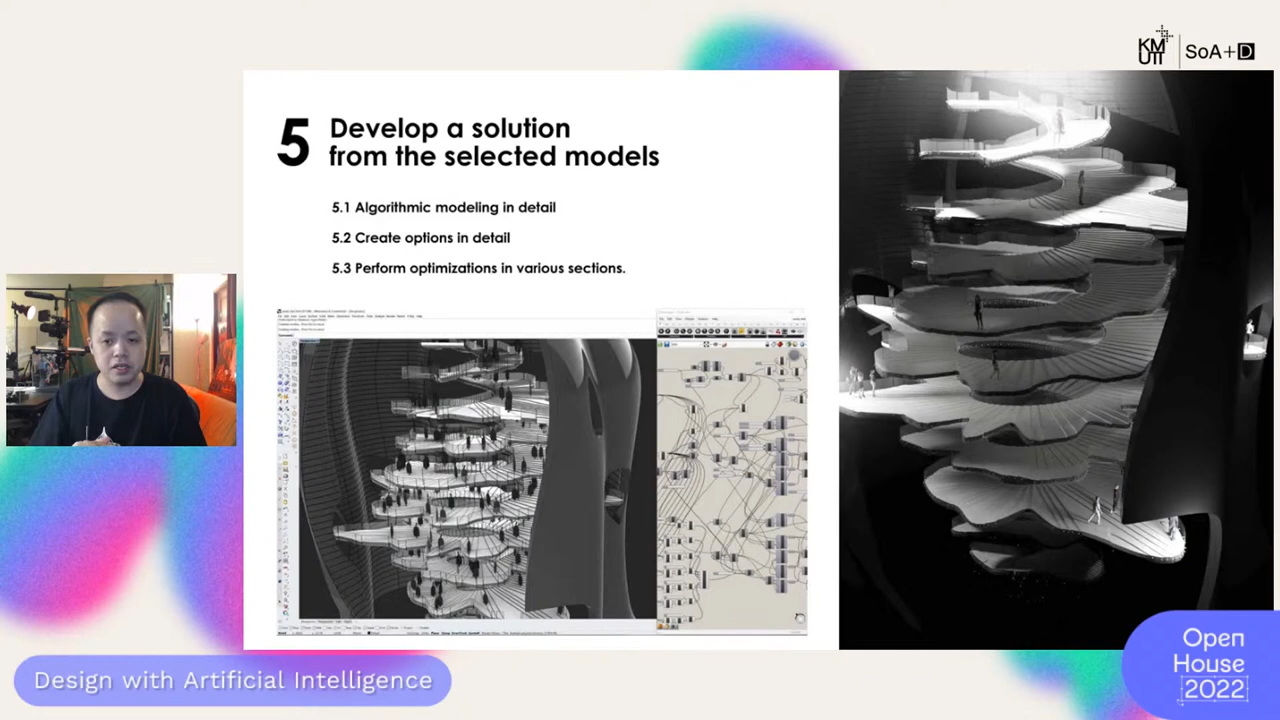 KM
UTT
SoA+D
5 Develop a solution
from the selected models
5.1 Algorithmic modeling in detail
5.2 Create options in detail
5.3 Perform optimizations in various sections.
Design with Artificial Intelligence
Open
House
2022